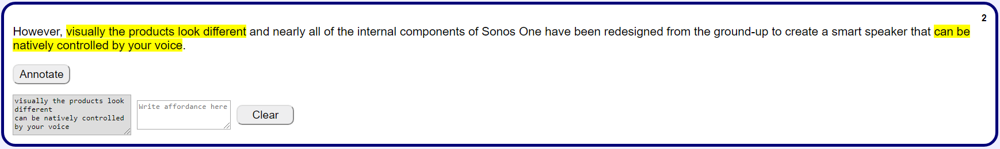 2
However, visually the products look different and nearly all of the internal components of Sonos One have been redesigned from the ground-up to create a smart speaker that can be
natively controlled by your voice.
Annotate
visually the products look
different
can be natively controlled
by your voice
Write affordance here
Clear